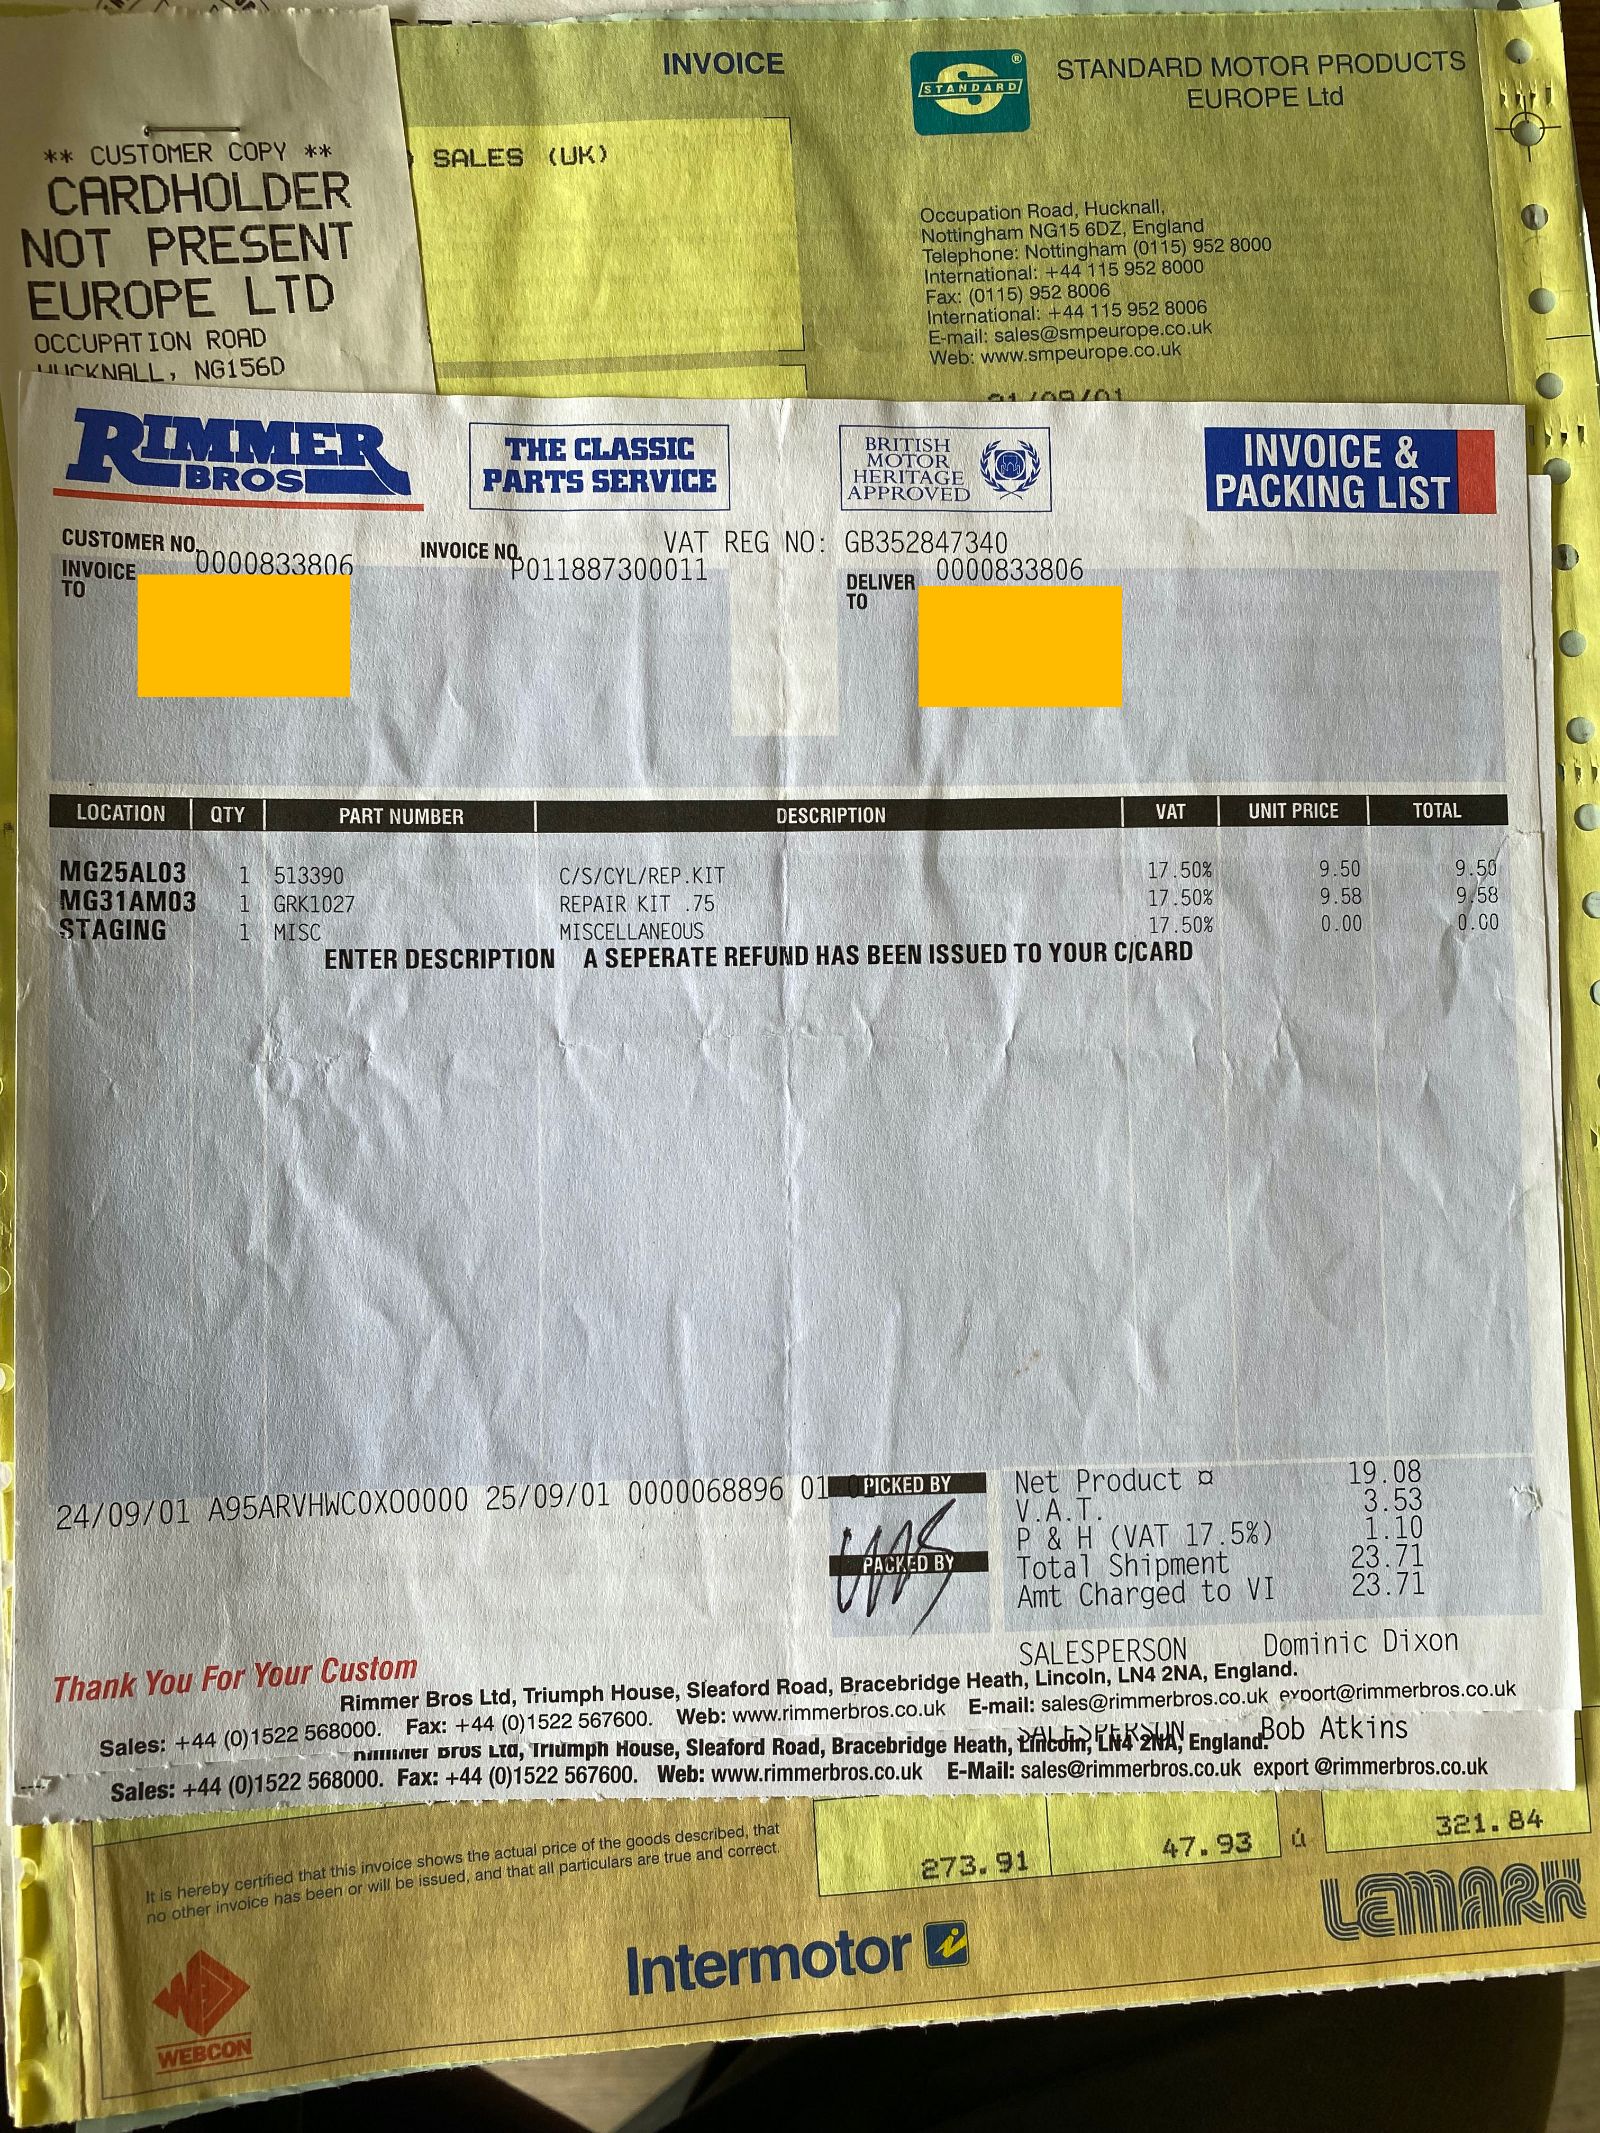 INVOICE
STANDARD
®
STANDARD MOTOR PRODUCTS
EUROPE Ltd
** CUSTOMER COPY **
CARDHOLDER
NOT PRESENT
EUROPE LTD
OCCUPATION ROAD
HUCKNALL, NG156D
SALES (UK)
Occupation Road, Hucknall,
Nottingham NG15 6DZ, England
Telephone: Nottingham (0115) 952 8000
International: +44 115 952 8000
Fax: (0115) 952 8006
International: +44 115 952 8006
E-mail: sales@smpeurope.co.uk
Web: www.smpeurope.co.uk
21/09/01
RIMMER
BROS
THE CLASSIC
PARTS SERVICE
BRITISH
MOTOR
HERITAGE
APPROVED
INVOICE &
PACKING LIST
CUSTOMER NO. 0000833806 INVOICE NO. P011887300011 VAT REG NO: GB352847340
INVOICE
TO
DELIVER 0000833806
TO
LOCATION QTY PART NUMBER DESCRIPTION VAT UNIT PRICE TOTAL
MG25AL03 1 513390 C/S/CYL/REP.KIT 17.50% 9.50 9.50
MG31AM03 1 GRK1027 REPAIR KIT .75 17.50% 9.58 9.58
STAGING 1 MISC MISCELLANEOUS 17.50% 0.00 0.00
ENTER DESCRIPTION A SEPERATE REFUND HAS BEEN ISSUED TO YOUR C/CARD
24/09/01 A95ARVHWC0X00000 25/09/01 0000068896 01
PICKED BY
PACKED BY
Net Product ¤ 19.08
V.A.T. 3.53
P & H (VAT 17.5%) 1.10
Total Shipment 23.71
Amt Charged to VI 23.71
SALESPERSON Dominic Dixon
Thank You For Your Custom
Rimmer Bros Ltd, Triumph House, Sleaford Road, Bracebridge Heath, Lincoln, LN4 2NA, England.
Sales: +44 (0)1522 568000. Fax: +44 (0)1522 567600. Web: www.rimmerbros.co.uk E-mail: sales@rimmerbros.co.uk export@rimmerbros.co.uk
SALESPERSON Bob Atkins
Rimmer Bros Ltd, Triumph House, Sleaford Road, Bracebridge Heath, Lincoln, LN4 2NA, England.
Sales: +44 (0)1522 568000. Fax: +44 (0)1522 567600. Web: www.rimmerbros.co.uk E-Mail: sales@rimmerbros.co.uk export @rimmerbros.co.uk
It is hereby certified that this invoice shows the actual price of the goods described, that
no other invoice has been or will be issued, and that all particulars are true and correct.
273.91 47.93 ú 321.84
WEBCON
Intermotor
LEMARK